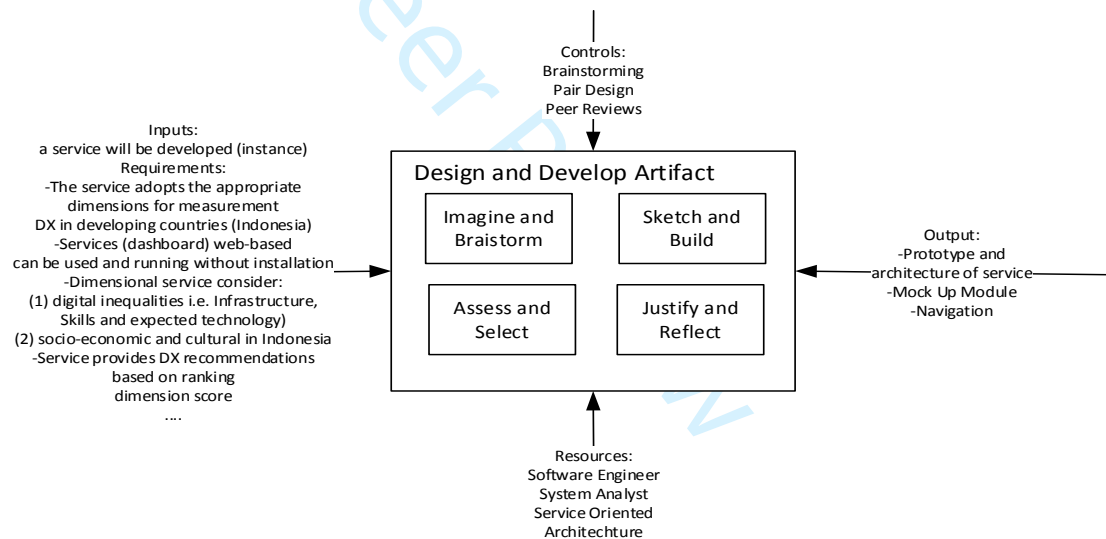 Controls:
Brainstorming
Pair Design
Peer Reviews
Inputs:
a service will be developed (instance)
Requirements:
-The service adopts the appropriate
dimensions for measurement
DX in developing countries (Indonesia)
-Services (dashboard) web-based
can be used and running without installation
-Dimensional service consider:
(1) digital inequalities i.e. Infrastructure,
Skills and expected technology)
(2) socio-economic and cultural in Indonesia
-Service provides DX recommendations
based on ranking
dimension score
....
Design and Develop Artifact
Imagine and
Braistorm
Sketch and
Build
Assess and
Select
Justify and
Reflect
Output:
-Prototype and
architecture of service
-Mock Up Module
-Navigation
Resources:
Software Engineer
System Analyst
Service Oriented
Architechture